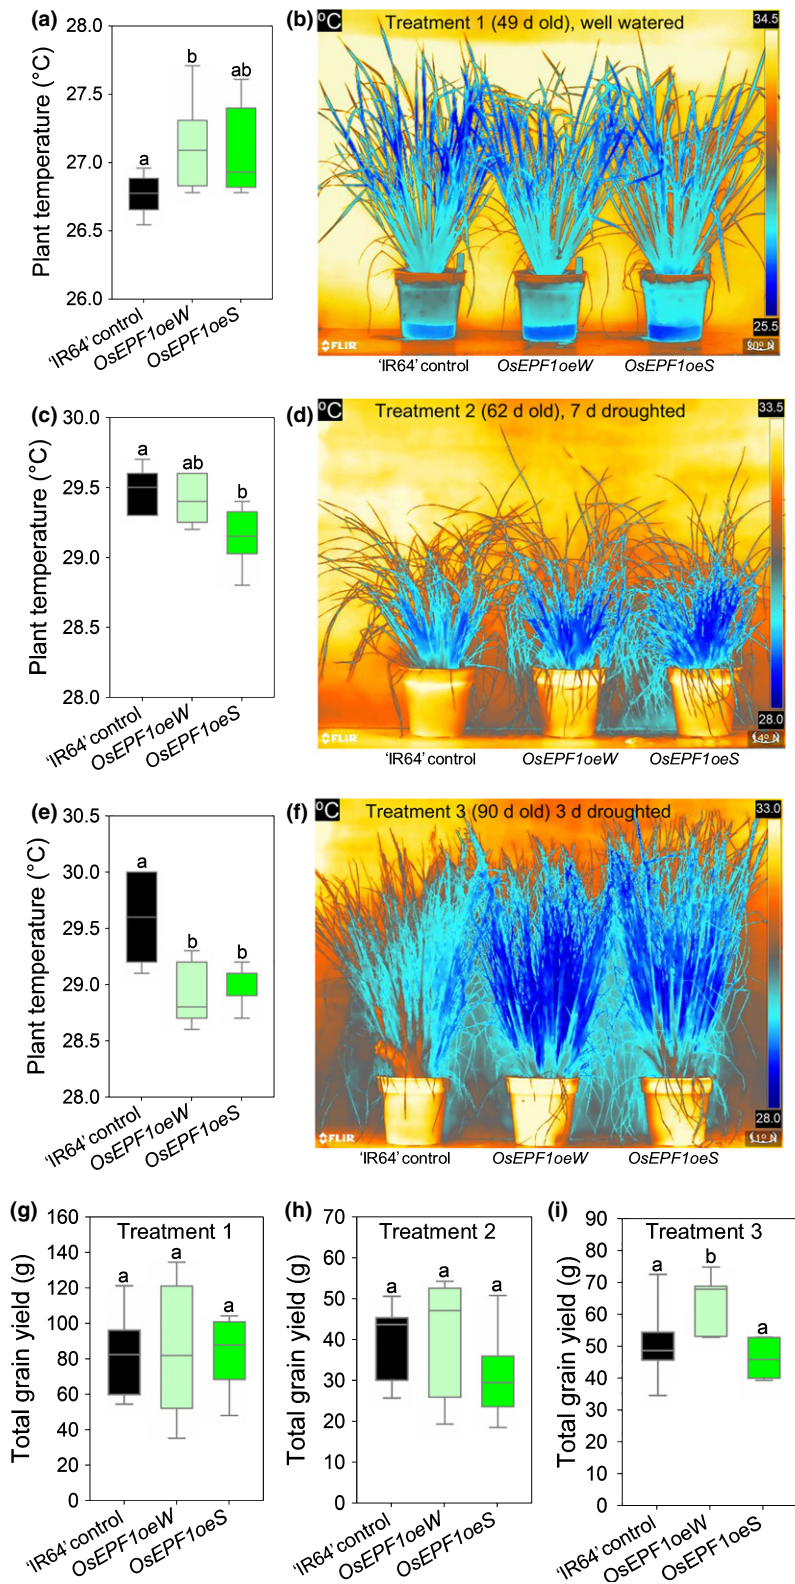 (a)
28.0
27.5
27.0
26.5
26.0
Plant temperature (°C)
a
b
ab
'IR64' control
OsEPF1oeW
OsEPF1oeS
(b)
ºC
Treatment 1 (49 d old), well watered
34.5
25.5
FLIR
'IR64' control
OsEPF1oeW
OsEPF1oeS
(c)
30.0
29.5
29.0
28.5
28.0
Plant temperature (°C)
a
ab
b
'IR64' control
OsEPF1oeW
OsEPF1oeS
(d)
ºC
Treatment 2 (62 d old), 7 d droughted
33.5
28.0
FLIR
'IR64' control
OsEPF1oeW
OsEPF1oeS
(e)
30.5
30.0
29.5
29.0
28.5
28.0
Plant temperature (°C)
a
b
b
'IR64' control
OsEPF1oeW
OsEPF1oeS
(f)
ºC
Treatment 3 (90 d old) 3 d droughted
33.0
28.0
FLIR
'IR64' control
OsEPF1oeW
OsEPF1oeS
(g)
Treatment 1
160
140
120
100
80
60
40
20
0
Total grain yield (g)
a
a
a
'IR64' control
OsEPF1oeW
OsEPF1oeS
(h)
Treatment 2
70
60
50
40
30
20
10
0
Total grain yield (g)
a
a
a
'IR64' control
OsEPF1oeW
OsEPF1oeS
(i)
Treatment 3
90
80
70
60
50
40
30
20
10
0
Total grain yield (g)
a
b
a
'IR64' control
OsEPF1oeW
OsEPF1oeS